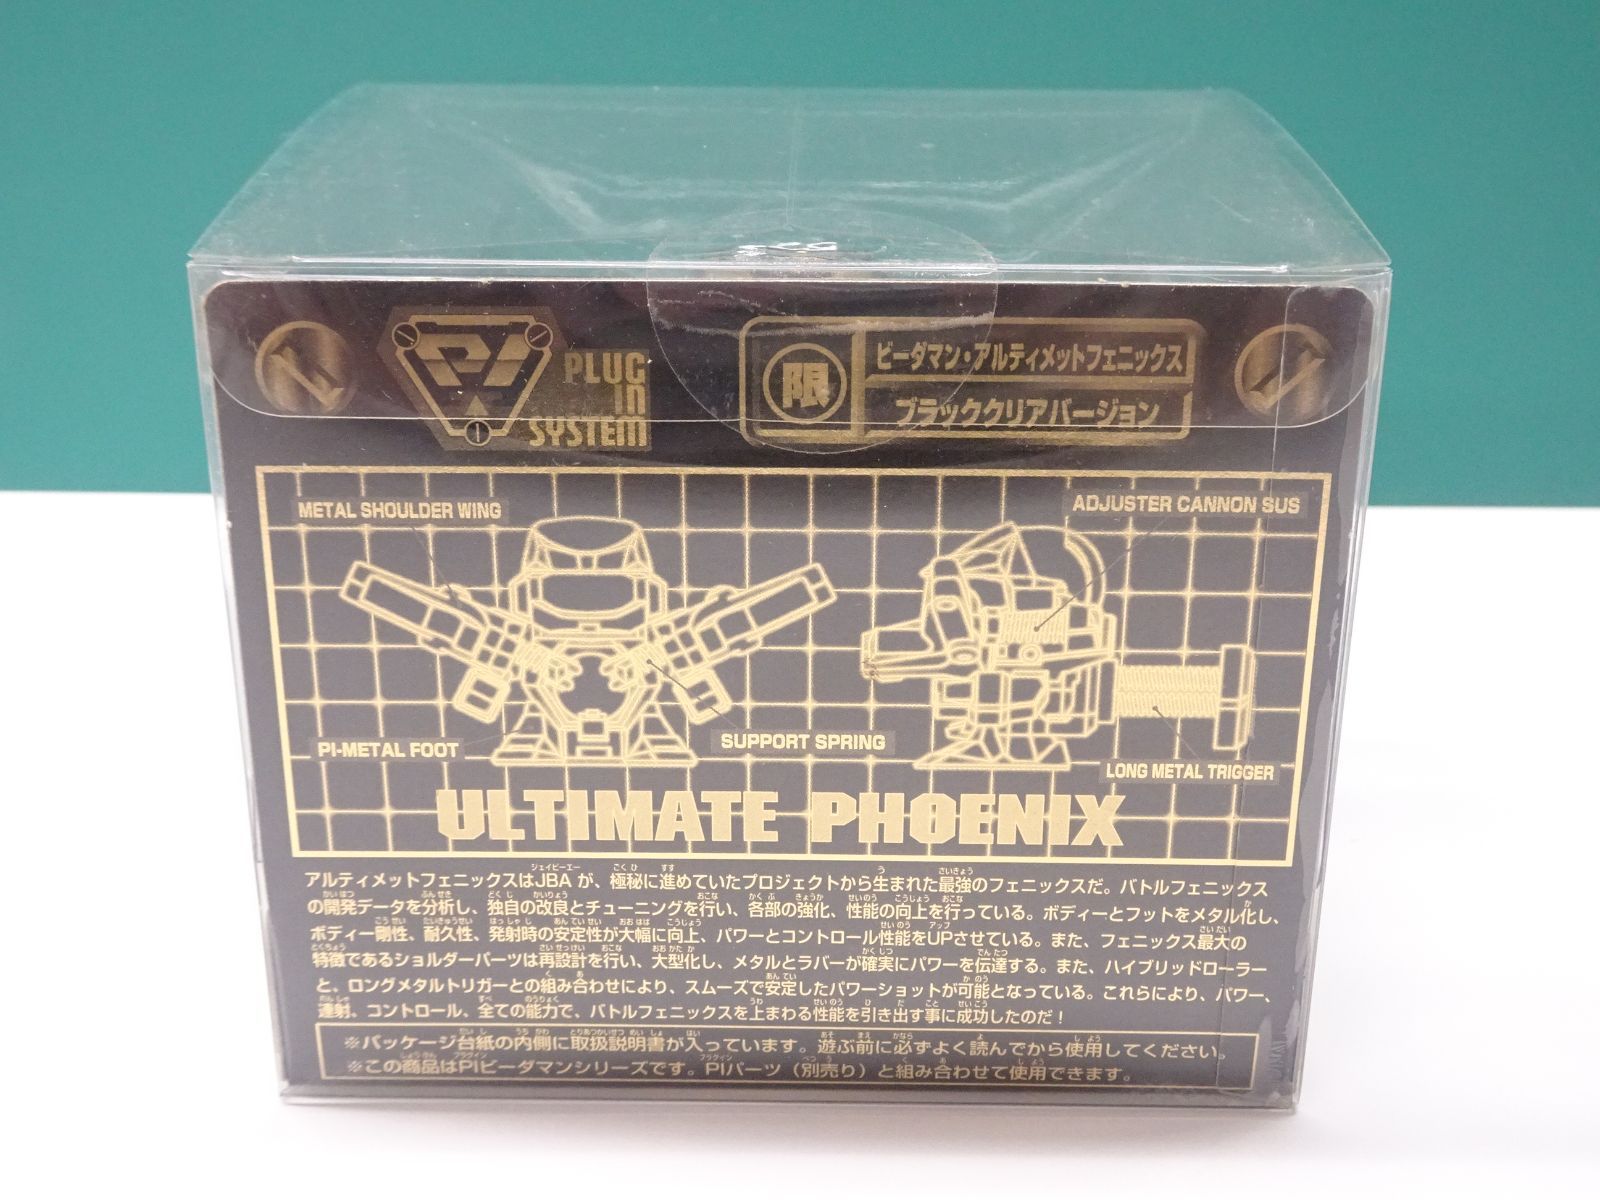 PI
PLUG
IN
SYSTEM
限
ビーダマン・アルティメットフェニックス
ブラッククリアバージョン
METAL SHOULDER WING
ADJUSTER CANNON SUS
PI-METAL FOOT
SUPPORT SPRING
LONG METAL TRIGGER
ULTIMATE PHOENIX
アルティメットフェニックスはJBAが、極秘に進めていたプロジェクトから生まれた最強のフェニックスだ。バトルフェニックス
の開発データを分析し、独自の改良とチューニングを行い、各部の強化、性能の向上を行っている。ボディーとフットをメタル化し、
ボディー剛性、耐久性、発射時の安定性が大幅に向上、パワーとコントロール性能をUPさせている。また、フェニックス最大の
特徴であるショルダーパーツは再設計を行い、大型化し、メタルとラバーが確実にパワーを伝達する。また、ハイブリッドローラー
と、ロングメタルトリガーとの組み合わせにより、スムーズで安定したパワーショットが可能となっている。これらにより、パワー、
連射、コントロール、全ての能力で、バトルフェニックスを上まわる性能を引き出す事に成功したのだ！
※パッケージ台紙の内側に取扱説明書が入っています。遊ぶ前に必ずよく読んでから使用してください。
※この商品はPIビーダマンシリーズです。PIパーツ（別売り）と組み合わせて使用できます。